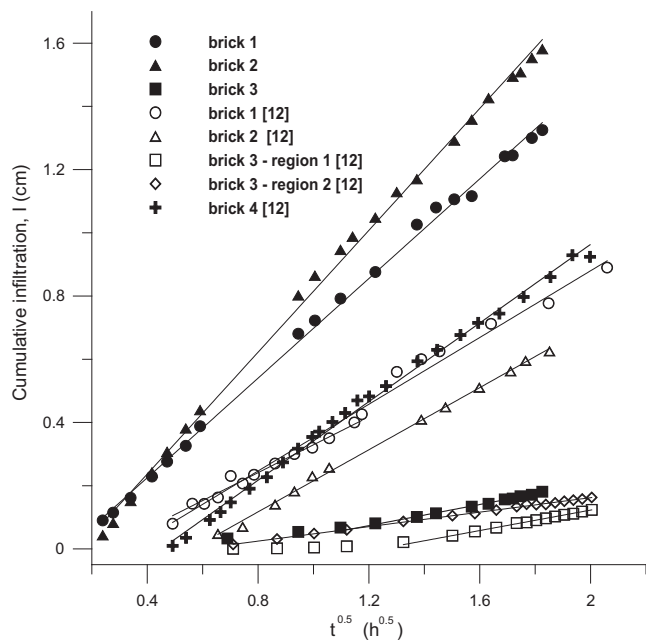 1.6
1.2
0.8
0.4
0
Cumulative infiltration, I (cm)
brick 1
brick 2
brick 3
brick 1 [12]
brick 2 [12]
brick 3 - region 1 [12]
brick 3 - region 2 [12]
brick 4 [12]
0.4 0.8 1.2 1.6 2
t^0.5 (h^0.5)